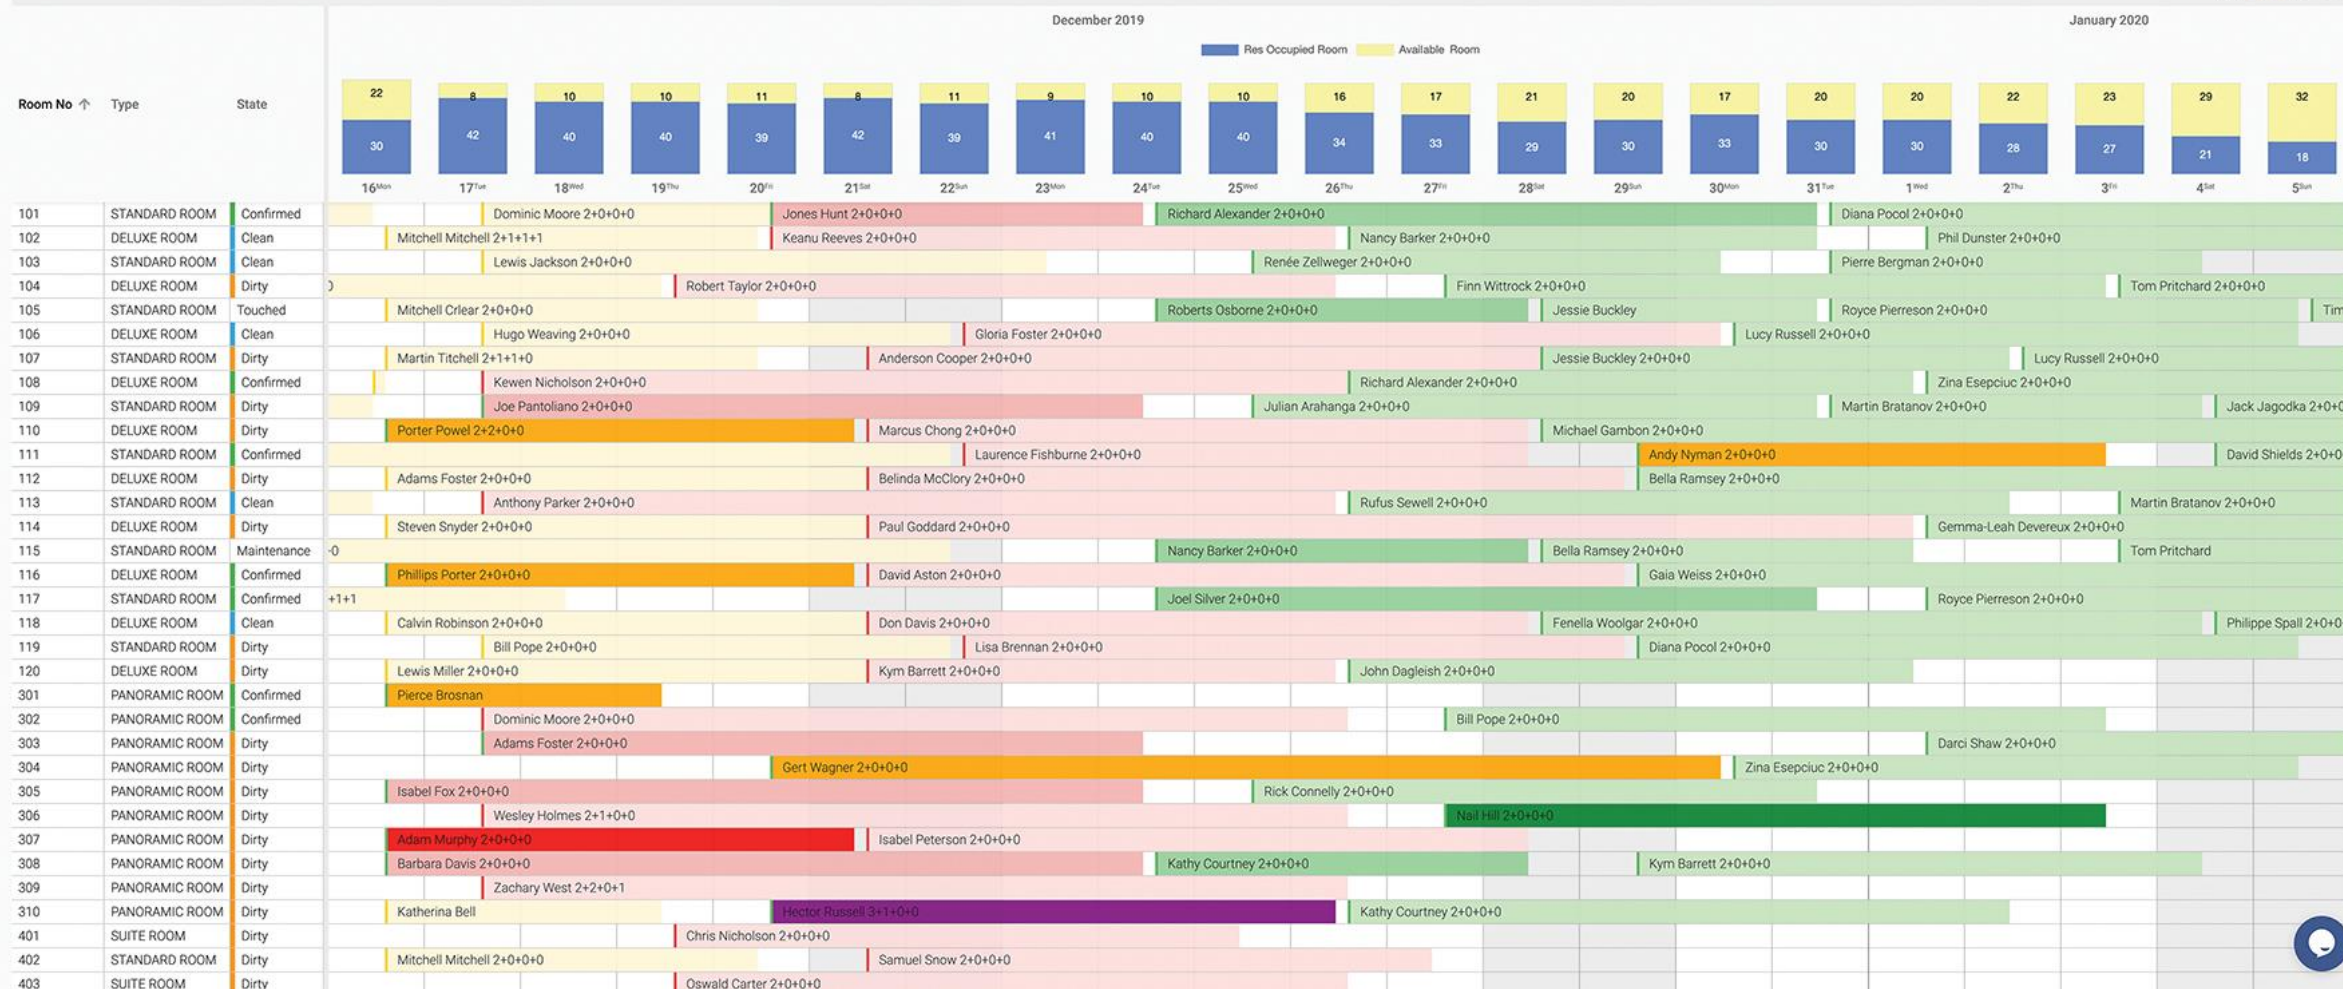 December 2019 January 2020
Res Occupied Room Available Room
22 8 10 10 11 8 11 9 10 10 16 17 21 20 17 20 20 22 23 29 32
Room No ↑ Type State
30 42 40 40 39 42 39 41 40 40 34 33 29 30 33 30 30 28 27 21 18
16Mon 17Tue 18Wed 19Thu 20Fri 21Sat 22Sun 23Mon 24Tue 25Wed 26Thu 27Fri 28Sat 29Sun 30Mon 31Tue 1Wed 2Thu 3Fri 4Sat 5Sun
101 STANDARD ROOM Confirmed Dominic Moore 2+0+0+0 Jones Hunt 2+0+0+0 Richard Alexander 2+0+0+0 Diana Pocol 2+0+0+0
102 DELUXE ROOM Clean Mitchell Mitchell 2+1+1+1 Keanu Reeves 2+0+0+0 Nancy Barker 2+0+0+0 Phil Dunster 2+0+0+0
103 STANDARD ROOM Clean Lewis Jackson 2+0+0+0 Renée Zellweger 2+0+0+0 Pierre Bergman 2+0+0+0
104 DELUXE ROOM Dirty Robert Taylor 2+0+0+0 Finn Wittrock 2+0+0+0 Tom Pritchard 2+0+0+0
105 STANDARD ROOM Touched Mitchell Crlear 2+0+0+0 Roberts Osborne 2+0+0+0 Jessie Buckley Royce Pierreson 2+0+0+0 Tim
106 DELUXE ROOM Clean Hugo Weaving 2+0+0+0 Gloria Foster 2+0+0+0 Lucy Russell 2+0+0+0
107 STANDARD ROOM Dirty Martin Titchell 2+1+1+0 Anderson Cooper 2+0+0+0 Jessie Buckley 2+0+0+0 Lucy Russell 2+0+0+0
108 DELUXE ROOM Confirmed Kewen Nicholson 2+0+0+0 Richard Alexander 2+0+0+0 Zina Esepciuc 2+0+0+0
109 STANDARD ROOM Dirty Joe Pantoliano 2+0+0+0 Julian Arahanga 2+0+0+0 Martin Bratanov 2+0+0+0 Jack Jagodka 2+0+0
110 DELUXE ROOM Dirty Porter Powel 2+2+0+0 Marcus Chong 2+0+0+0 Michael Gambon 2+0+0+0
111 STANDARD ROOM Confirmed Laurence Fishburne 2+0+0+0 Andy Nyman 2+0+0+0 David Shields 2+0+0
112 DELUXE ROOM Dirty Adams Foster 2+0+0+0 Belinda McClory 2+0+0+0 Bella Ramsey 2+0+0+0
113 STANDARD ROOM Clean Anthony Parker 2+0+0+0 Rufus Sewell 2+0+0+0 Martin Bratanov 2+0+0+0
114 DELUXE ROOM Dirty Steven Snyder 2+0+0+0 Paul Goddard 2+0+0+0 Gemma-Leah Devereux 2+0+0+0
115 STANDARD ROOM Maintenance +0 Nancy Barker 2+0+0+0 Bella Ramsey 2+0+0+0 Tom Pritchard
116 DELUXE ROOM Confirmed Phillips Porter 2+0+0+0 David Aston 2+0+0+0 Gaia Weiss 2+0+0+0
117 STANDARD ROOM Confirmed +1+1 Joel Silver 2+0+0+0 Royce Pierreson 2+0+0+0
118 DELUXE ROOM Clean Calvin Robinson 2+0+0+0 Don Davis 2+0+0+0 Fenella Woolgar 2+0+0+0 Philippe Spall 2+0+0
119 STANDARD ROOM Dirty Bill Pope 2+0+0+0 Lisa Brennan 2+0+0+0 Diana Pocol 2+0+0+0
120 DELUXE ROOM Dirty Lewis Miller 2+0+0+0 Kym Barrett 2+0+0+0 John Dagleish 2+0+0+0
301 PANORAMIC ROOM Confirmed Pierce Brosnan
302 PANORAMIC ROOM Confirmed Dominic Moore 2+0+0+0 Bill Pope 2+0+0+0
303 PANORAMIC ROOM Dirty Adams Foster 2+0+0+0 Darci Shaw 2+0+0+0
304 PANORAMIC ROOM Dirty Gert Wagner 2+0+0+0 Zina Esepciuc 2+0+0+0
305 PANORAMIC ROOM Dirty Isabel Fox 2+0+0+0 Rick Connelly 2+0+0+0
306 PANORAMIC ROOM Dirty Wesley Holmes 2+1+0+0 Nail Hill 2+0+0+0
307 PANORAMIC ROOM Dirty Adam Murphy 2+0+0+0 Isabel Peterson 2+0+0+0
308 PANORAMIC ROOM Dirty Barbara Davis 2+0+0+0 Kathy Courtney 2+0+0+0 Kym Barrett 2+0+0+0
309 PANORAMIC ROOM Dirty Zachary West 2+2+0+1
310 PANORAMIC ROOM Dirty Katherina Bell Hector Russell 3+1+0+0 Kathy Courtney 2+0+0+0
401 SUITE ROOM Dirty Chris Nicholson 2+0+0+0
402 STANDARD ROOM Dirty Mitchell Mitchell 2+0+0+0 Samuel Snow 2+0+0+0
403 SUITE ROOM Dirty Oswald Carter 2+0+0+0